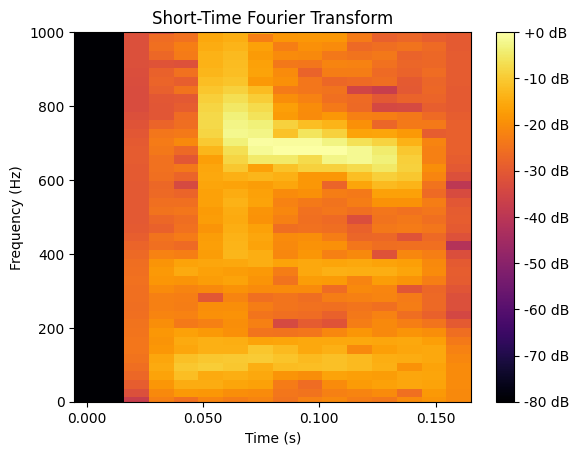 Short-Time Fourier Transform
1000
800
600
400
200
0
Frequency (Hz)
0.000
0.050
0.100
0.150
Time (s)
+0 dB
-10 dB
-20 dB
-30 dB
-40 dB
-50 dB
-60 dB
-70 dB
-80 dB